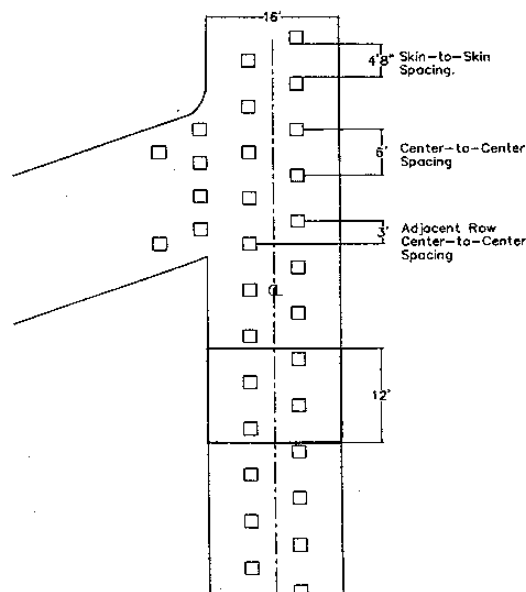 16'
4'8" Skin-to-Skin
Spacing.
6' Center-to-Center
Spacing
3' Adjacent Row
Center-to-Center
Spacing
℄
12'